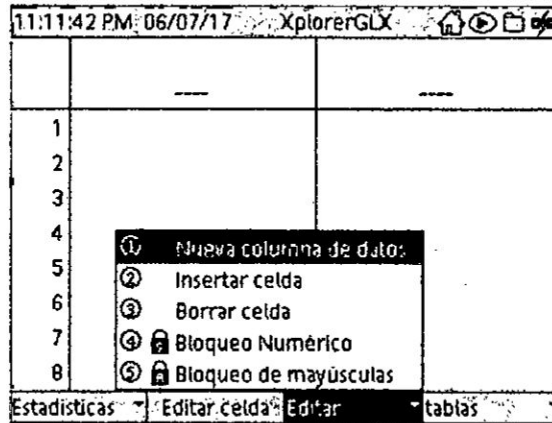 11:11:42 PM 06/07/17 XplorerGLX
---- ----
1
2
3
4
5
6
7
8
① Nueva columna de datos
② Insertar celda
③ Borrar celda
④ Bloqueo Numérico
⑤ Bloqueo de mayúsculas
Estadísticas Editar celda Editar tablas